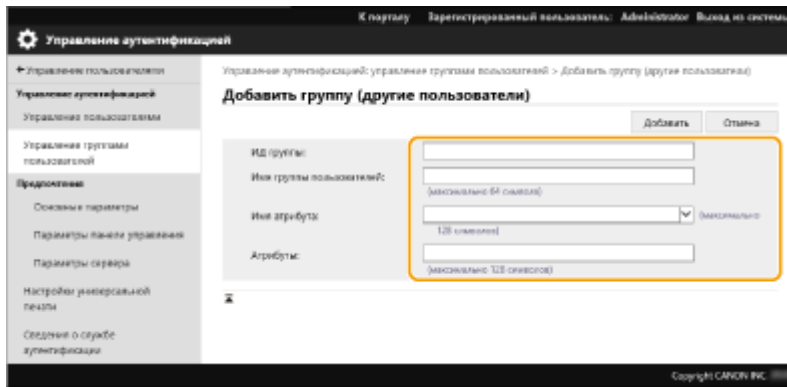 К порталу Зарегистрированный пользователь: Administrator Выход из системы
Управление аутентификацией
Управление пользователями
Управление аутентификацией: управление группами пользователей > Добавить группу (другие пользователи)
Управление аутентификацией
Управление пользователями
Управление группами
пользователей
Предпочтения
Основные параметры
Параметры панели управления
Параметры сервера
Настройки универсальной
печати
Сведения о службе
аутентификации
Добавить группу (другие пользователи)
Добавить Отмена
ИД группы:
Имя группы пользователей:
(максимально 64 символа)
Имя атрибута:
(максимально
128 символов)
Атрибуты:
(максимально 128 символов)
Copyright CANON INC.